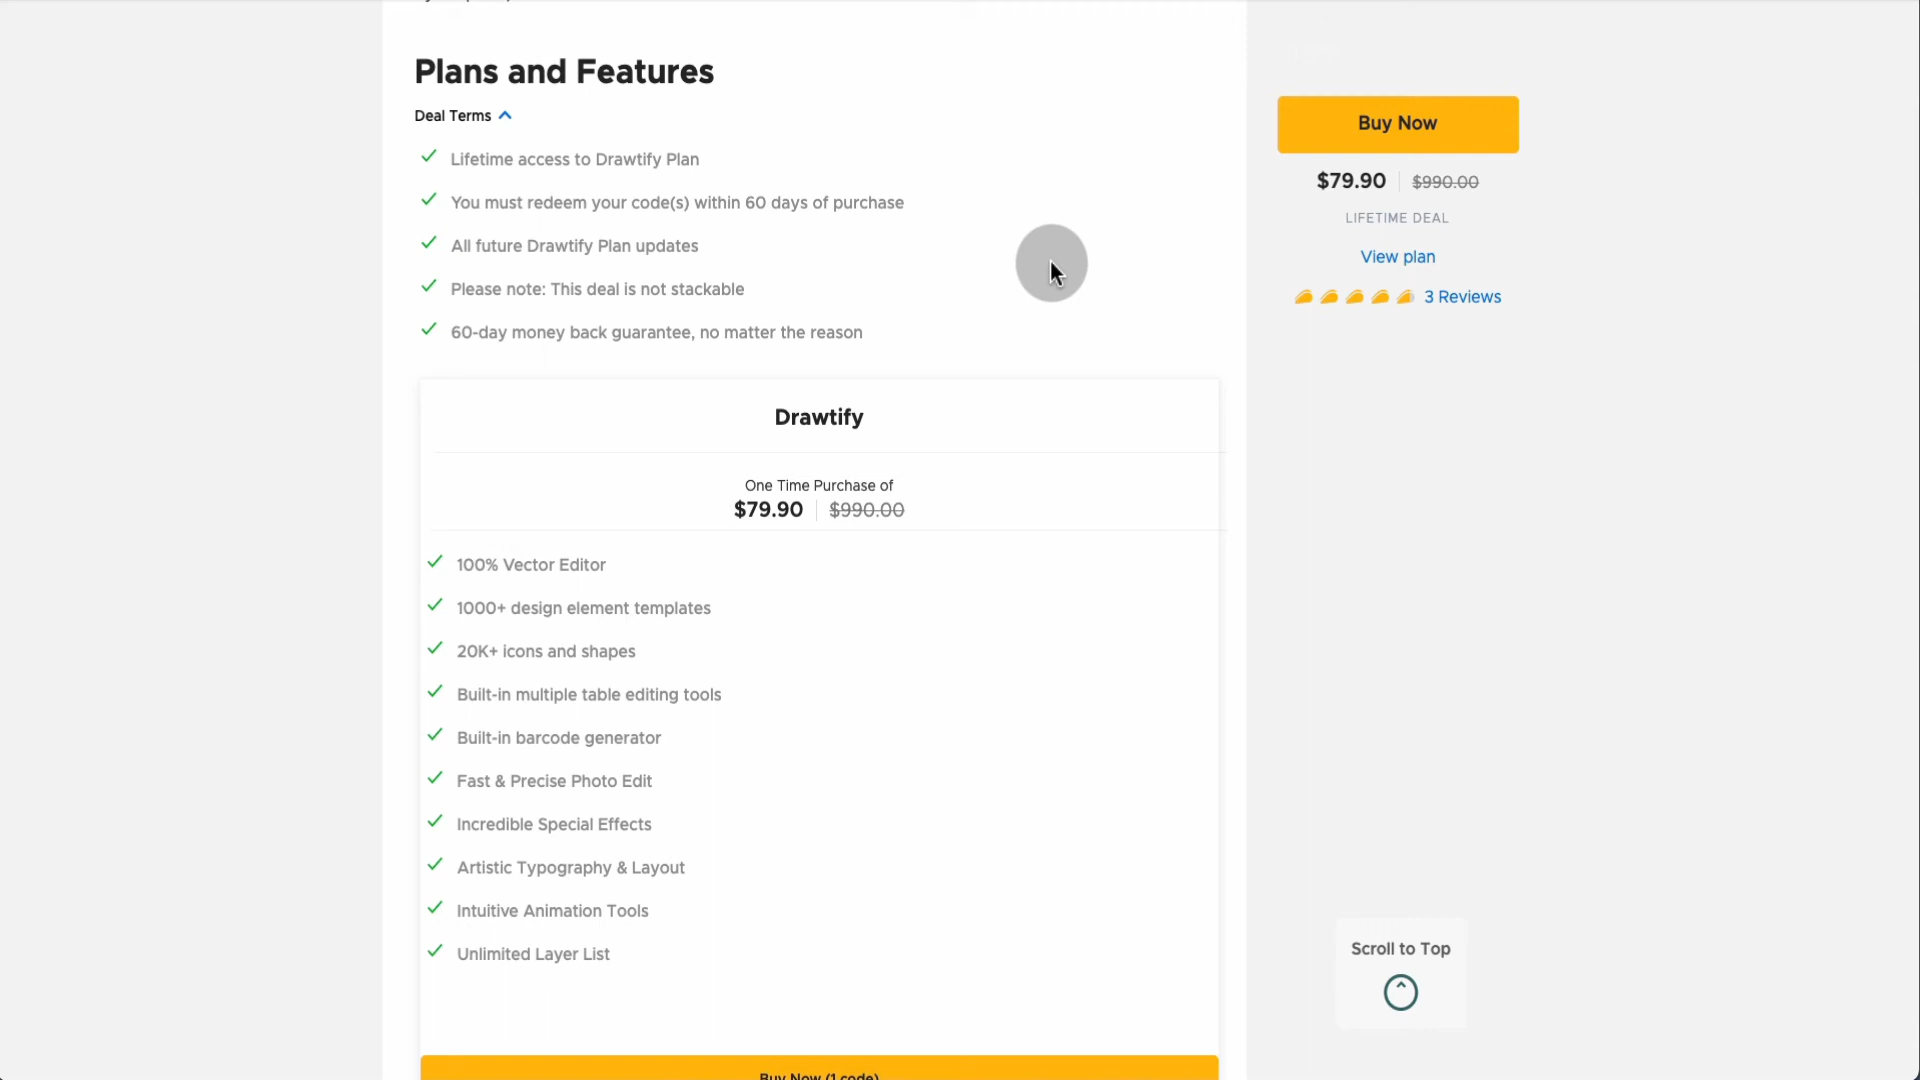 Plans and Features
Deal Terms
Lifetime access to Drawtify Plan
You must redeem your code(s) within 60 days of purchase
All future Drawtify Plan updates
Please note: This deal is not stackable
60-day money back guarantee, no matter the reason
Drawtify
One Time Purchase of
$79.90 $990.00
100% Vector Editor
1000+ design element templates
20K+ icons and shapes
Built-in multiple table editing tools
Built-in barcode generator
Fast & Precise Photo Edit
Incredible Special Effects
Artistic Typography & Layout
Intuitive Animation Tools
Unlimited Layer List
Buy Now (1 code)
Buy Now
$79.90 $990.00
LIFETIME DEAL
View plan
3 Reviews
Scroll to Top